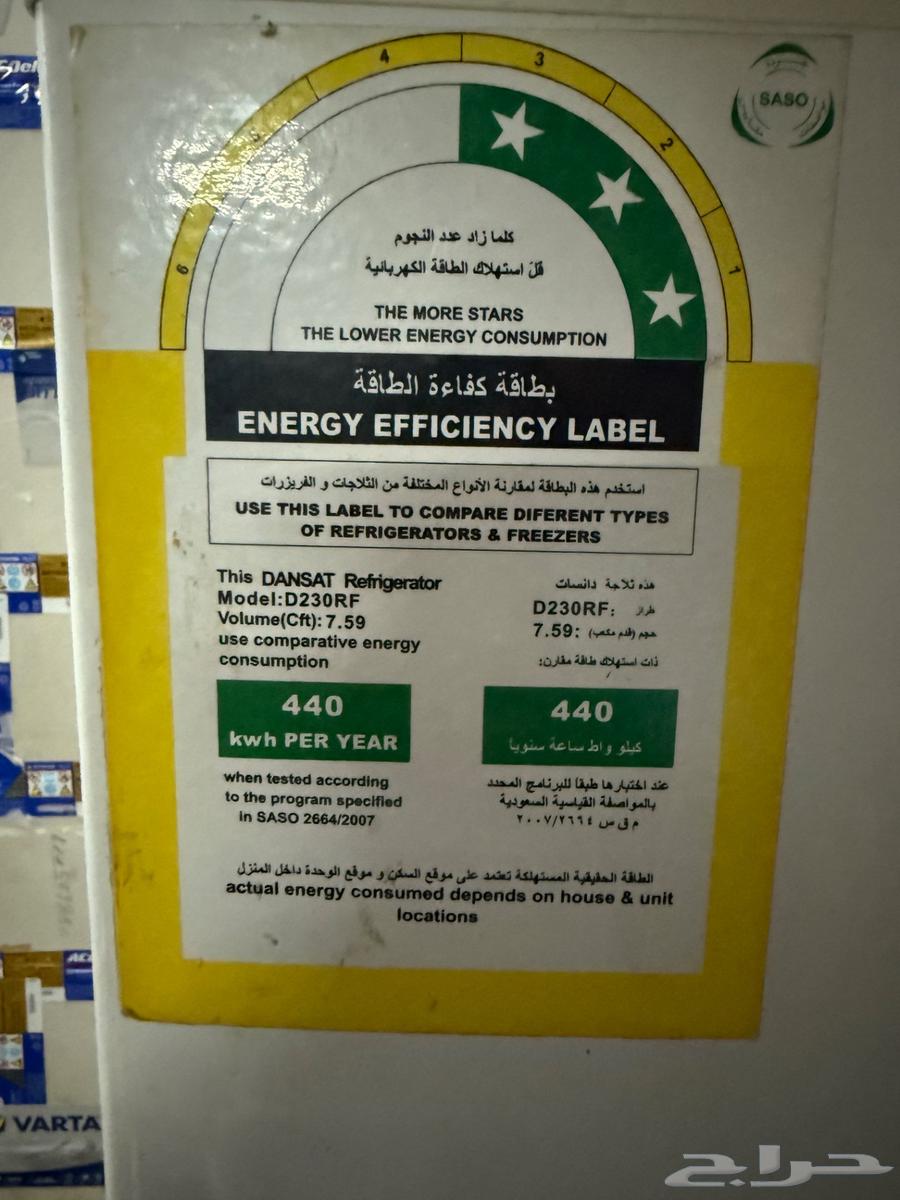 4
3
5
2
6
1
SASO
كلما زاد عدد النجوم
قلّ استهلاك الطاقة الكهربائية
THE MORE STARS
THE LOWER ENERGY CONSUMPTION
بطاقة كفاءة الطاقة
ENERGY EFFICIENCY LABEL
استخدم هذه البطاقة لمقارنة الأنواع المختلفة من الثلاجات و الفريزرات
USE THIS LABEL TO COMPARE DIFERENT TYPES
OF REFRIGERATORS & FREEZERS
This DANSAT Refrigerator
Model:D230RF
Volume(Cft): 7.59
use comparative energy
consumption
440
kwh PER YEAR
when tested according
to the program specified
in SASO 2664/2007
هذه ثلاجة دانسات
طراز :D230RF
حجم (قدم مكعب) :7.59
ذات استهلاك طاقة مقارن:
440
كيلو واط ساعة سنوياً
عند اختبارها طبقا للبرنامج المحدد
بالمواصفة القياسية السعودية
م ق س ٢٠٠٧/٢٦٦٤
الطاقة الحقيقية المستهلكة تعتمد على موقع السكن و موقع الوحدة داخل المنزل
actual energy consumed depends on house & unit
locations
VARTA
حراج